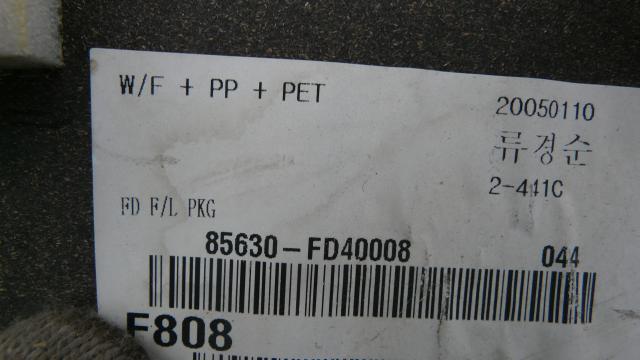 W/F + PP + PET
20050110
류경순
2-441C
FD F/L PKG
85630-FD40008 044
F808